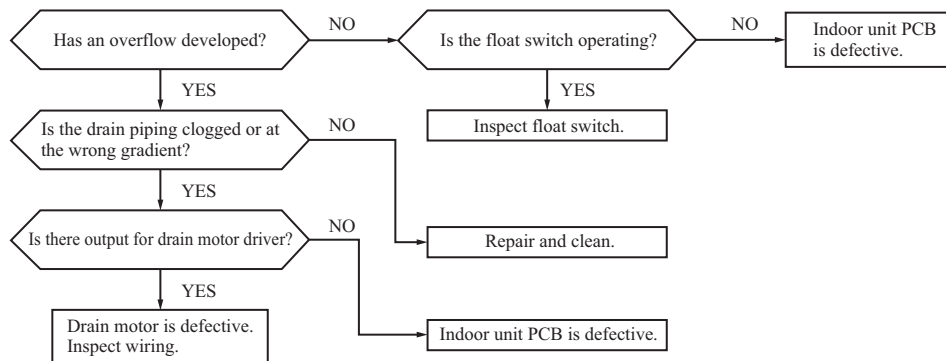 Has an overflow developed?
NO
Is the float switch operating?
NO
Indoor unit PCB
is defective.
YES
YES
Inspect float switch.
Is the drain piping clogged or at
the wrong gradient?
NO
YES
Is there output for drain motor driver?
NO
Repair and clean.
YES
Drain motor is defective.
Inspect wiring.
Indoor unit PCB is defective.